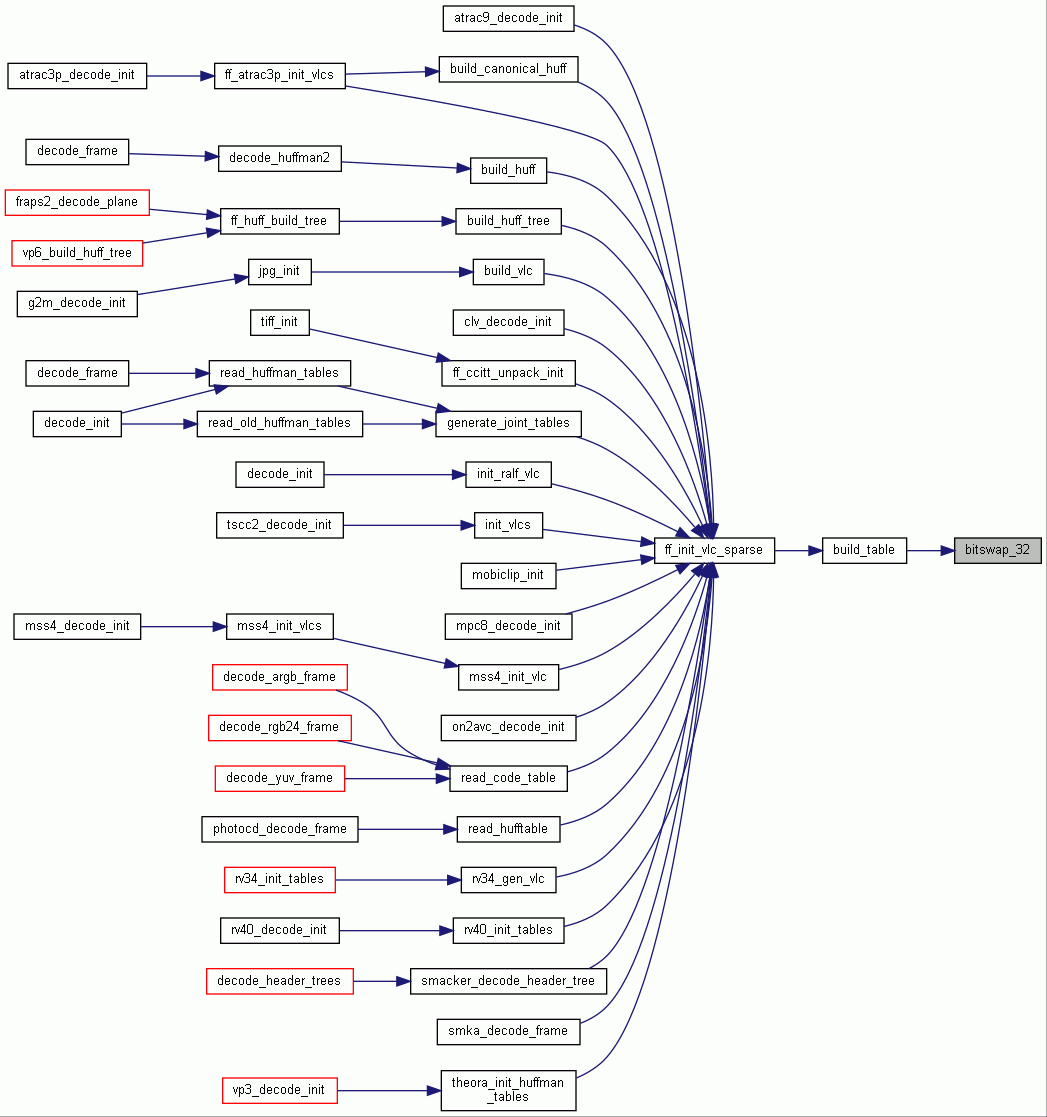 atrac9_decode_init
build_canonical_huff
ff_atrac3p_init_vlcs
atrac3p_decode_init
decode_frame
decode_huffman2
build_huff
fraps2_decode_plane
ff_huff_build_tree
build_huff_tree
vp6_build_huff_tree
jpg_init
build_vlc
g2m_decode_init
tiff_init
clv_decode_init
decode_frame
read_huffman_tables
ff_ccitt_unpack_init
decode_init
read_old_huffman_tables
generate_joint_tables
decode_init
init_ralf_vlc
tscc2_decode_init
init_vlcs
ff_init_vlc_sparse
build_table
bitswap_32
mobiclip_init
mss4_decode_init
mss4_init_vlcs
mpc8_decode_init
decode_argb_frame
mss4_init_vlc
decode_rgb24_frame
on2avc_decode_init
decode_yuv_frame
read_code_table
photocd_decode_frame
read_hufftable
rv34_init_tables
rv34_gen_vlc
rv40_decode_init
rv40_init_tables
decode_header_trees
smacker_decode_header_tree
smka_decode_frame
vp3_decode_init
theora_init_huffman
_tables